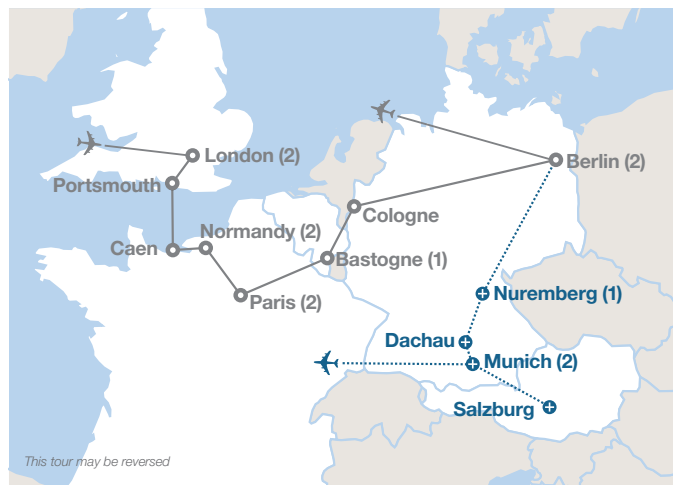 London (2)
Berlin (2)
Portsmouth
Cologne
Normandy (2)
Caen
Bastogne (1)
Paris (2)
Nuremberg (1)
Dachau
Munich (2)
Salzburg
This tour may be reversed